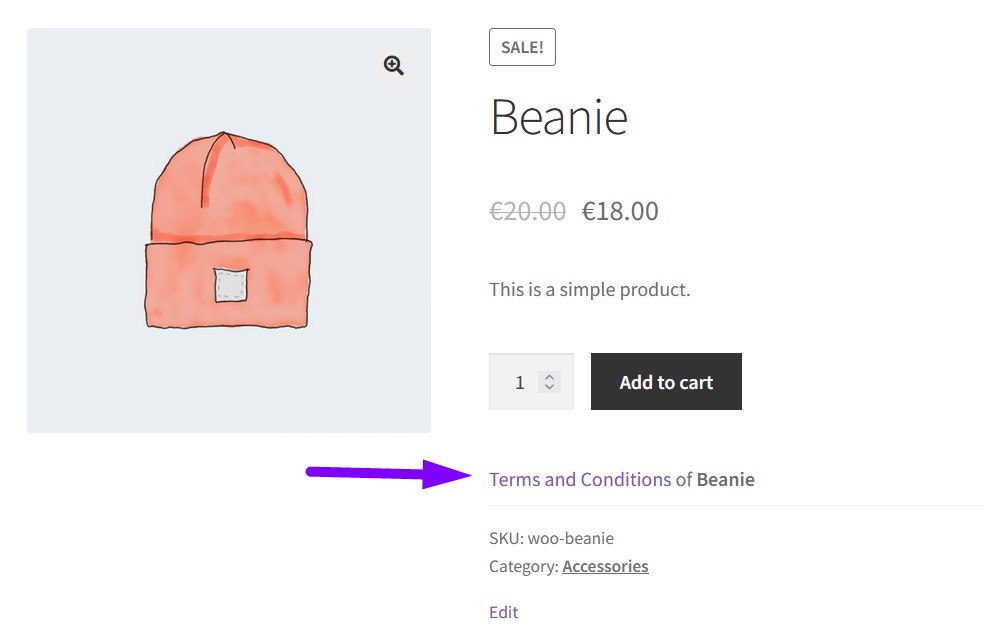 SALE!
Beanie
€20.00 €18.00
This is a simple product.
1 Add to cart
Terms and Conditions of Beanie
SKU: woo-beanie
Category: Accessories
Edit